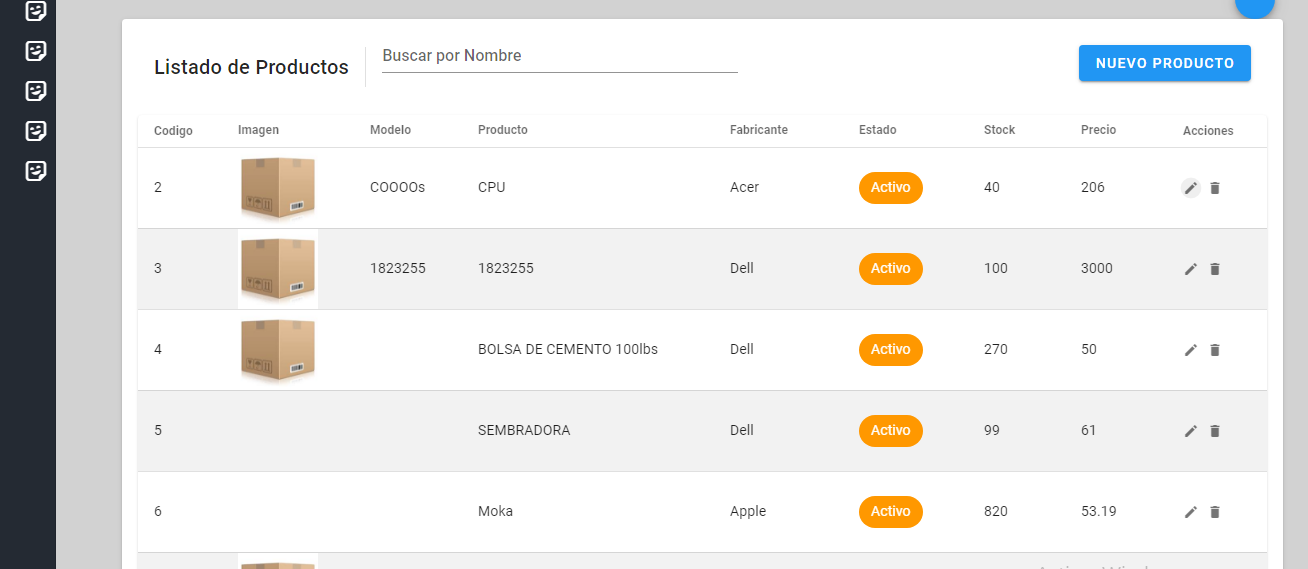 Buscar por Nombre
Listado de Productos
NUEVO PRODUCTO
Codigo Imagen Modelo Producto Fabricante Estado Stock Precio Acciones
2 COOOOs CPU Acer Activo 40 206
3 1823255 1823255 Dell Activo 100 3000
4 BOLSA DE CEMENTO 100lbs Dell Activo 270 50
5 SEMBRADORA Dell Activo 99 61
6 Moka Apple Activo 820 53.19